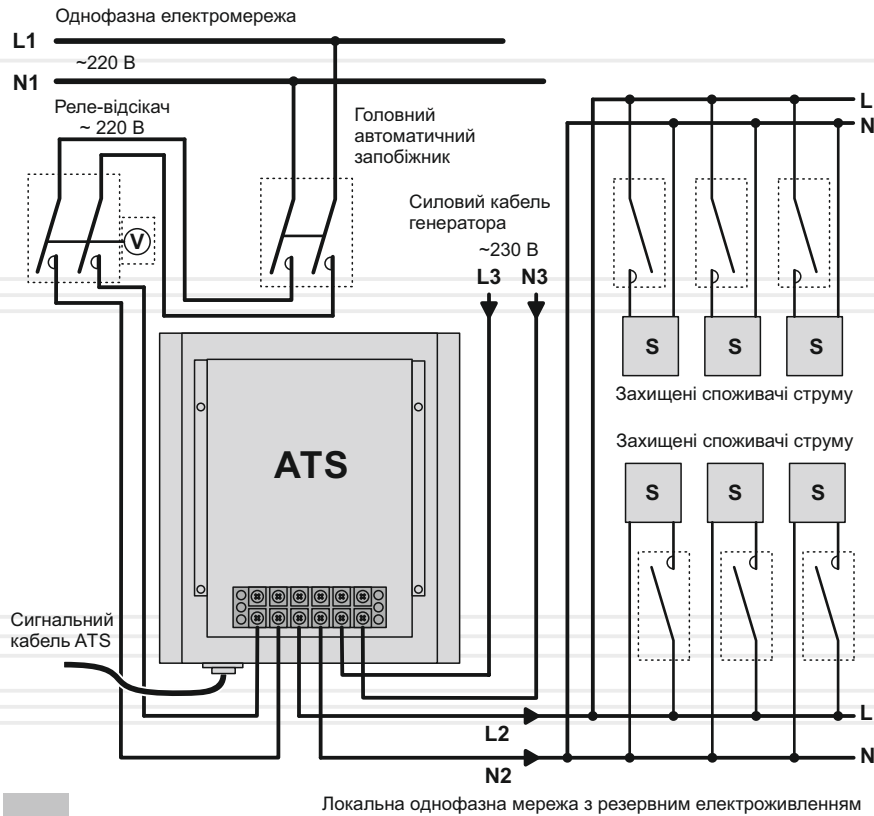 Однофазна електромережа
L1
~220 В
N1
Реле-відсікач
~ 220 В
Головний
автоматичний
запобіжник
L
N
Силовий кабель
генератора
~230 В
L3 N3
V
S S S
Захищені споживачі струму
Захищені споживачі струму
S S S
ATS
Сигнальний
кабель ATS
L2
L
N2
N
Локальна однофазна мережа з резервним електроживленням